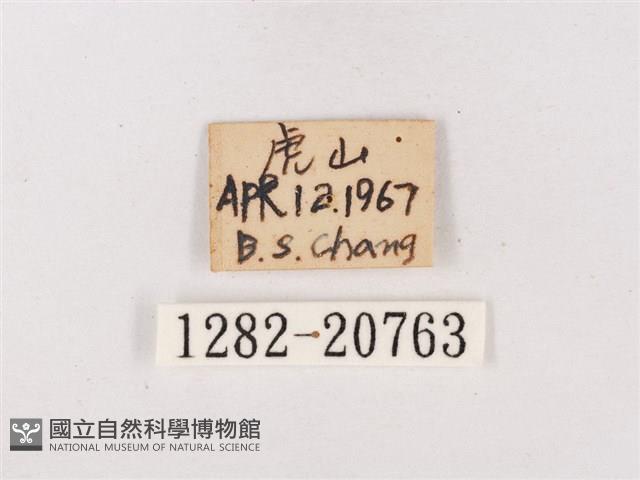 虎山
APR 12.1967
B.S.Chang
1282-20763
國立自然科學博物館
NATIONAL MUSEUM OF NATURAL SCIENCE